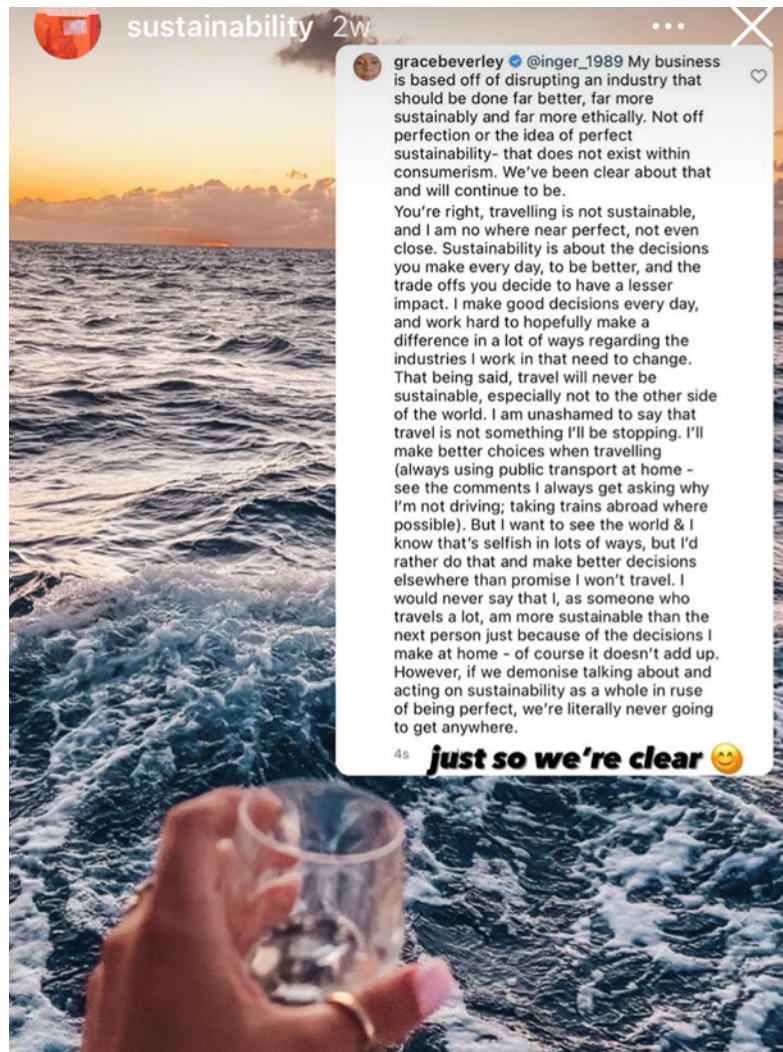 sustainability 2w
gracebeverley @inger_1989 My business
is based off of disrupting an industry that
should be done far better, far more
sustainably and far more ethically. Not off
perfection or the idea of perfect
sustainability- that does not exist within
consumerism. We've been clear about that
and will continue to be.
You're right, travelling is not sustainable,
and I am no where near perfect, not even
close. Sustainability is about the decisions
you make every day, to be better, and the
trade offs you decide to have a lesser
impact. I make good decisions every day,
and work hard to hopefully make a
difference in a lot of ways regarding the
industries I work in that need to change.
That being said, travel will never be
sustainable, especially not to the other side
of the world. I am unashamed to say that
travel is not something I'll be stopping. I'll
make better choices when travelling
(always using public transport at home -
see the comments I always get asking why
I'm not driving; taking trains abroad where
possible). But I want to see the world & I
know that's selfish in lots of ways, but I'd
rather do that and make better decisions
elsewhere than promise I won't travel. I
would never say that I, as someone who
travels a lot, am more sustainable than the
next person just because of the decisions I
make at home - of course it doesn't add up.
However, if we demonise talking about and
acting on sustainability as a whole in ruse
of being perfect, we're literally never going
to get anywhere.
4s
just so we're clear 😊